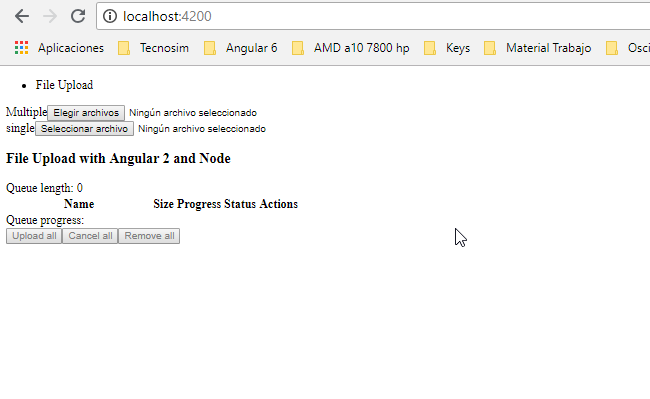 localhost:4200
Aplicaciones Tecnosim Angular 6 AMD a10 7800 hp Keys Material Trabajo Osci
File Upload
Multiple Elegir archivos Ningún archivo seleccionado
single Seleccionar archivo Ningún archivo seleccionado
File Upload with Angular 2 and Node
Queue length: 0
Name Size Progress Status Actions
Queue progress:
Upload all Cancel all Remove all